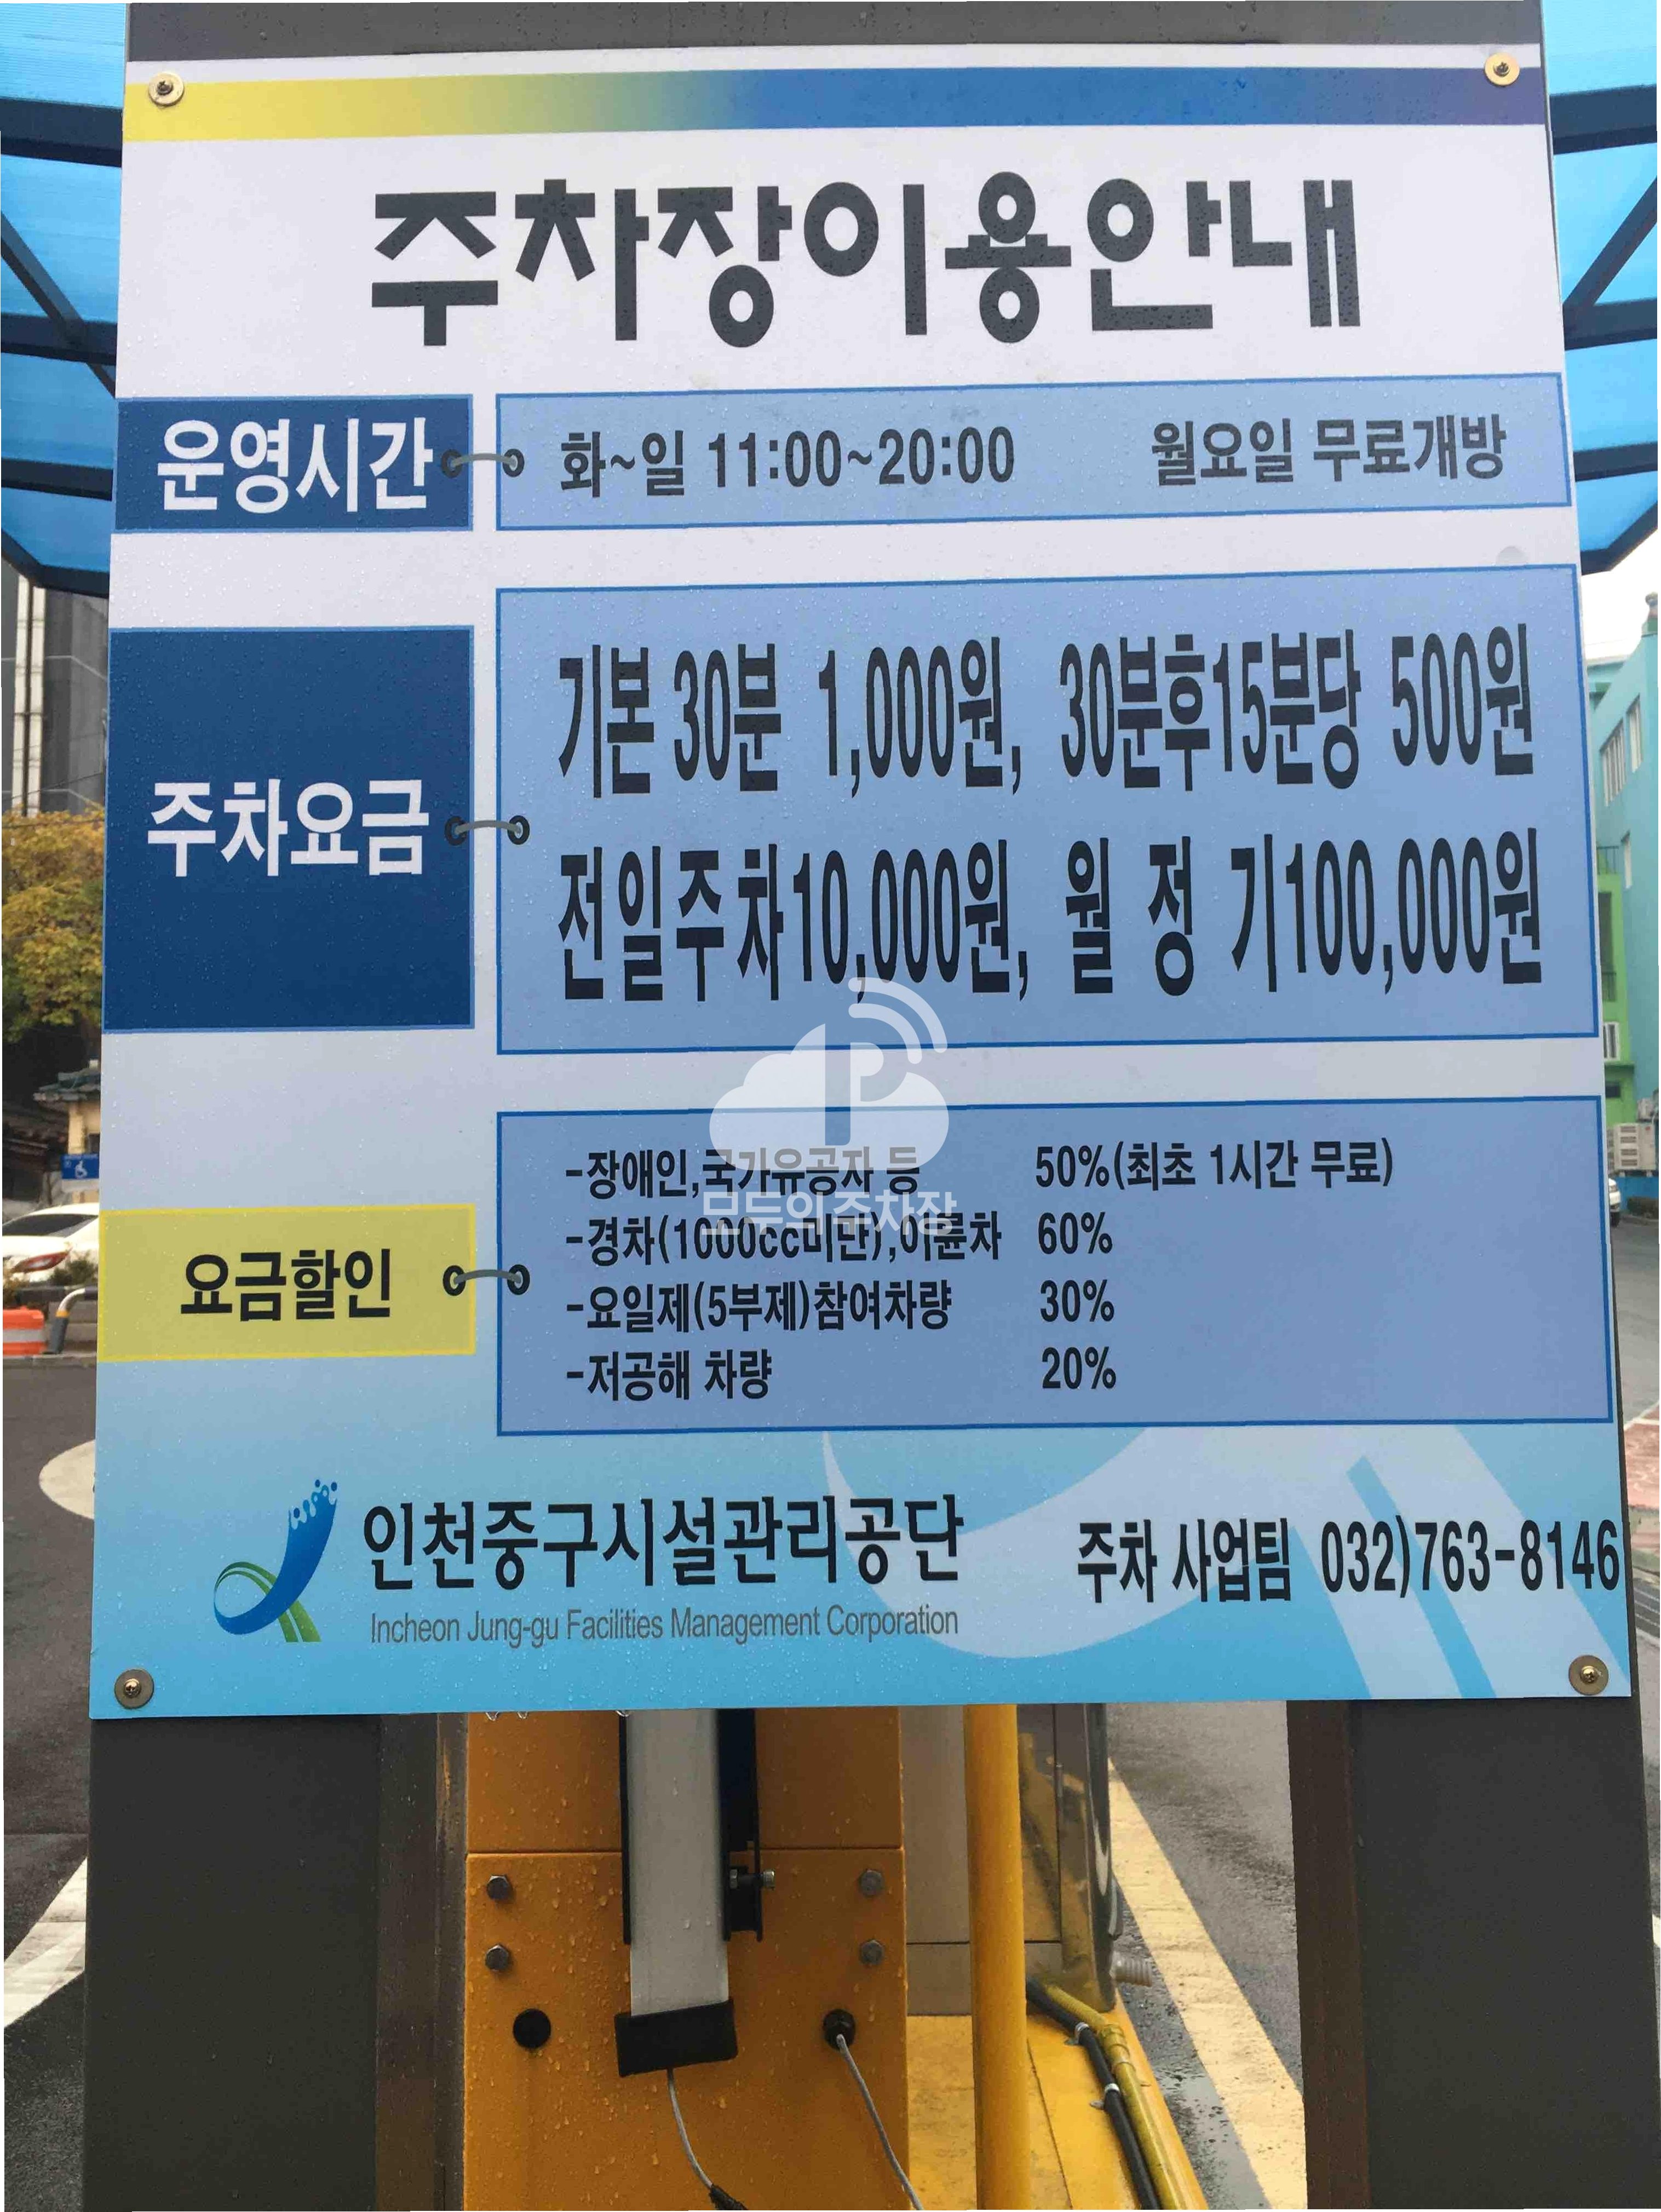 주차장이용안내
운영시간
화~일 11:00~20:00 월요일 무료개방
주차요금
기본 30분 1,000원, 30분후15분당 500원
전일주차10,000원, 월 정 기100,000원
요금할인
-장애인,국가유공자 등 50%(최초 1시간 무료)
-경차(1000cc미만),이륜차 60%
-요일제(5부제)참여차량 30%
-저공해 차량 20%
P
모두의주차장
인천중구시설관리공단
Incheon Jung-gu Facilities Management Corporation
주차 사업팀 032)763-8146